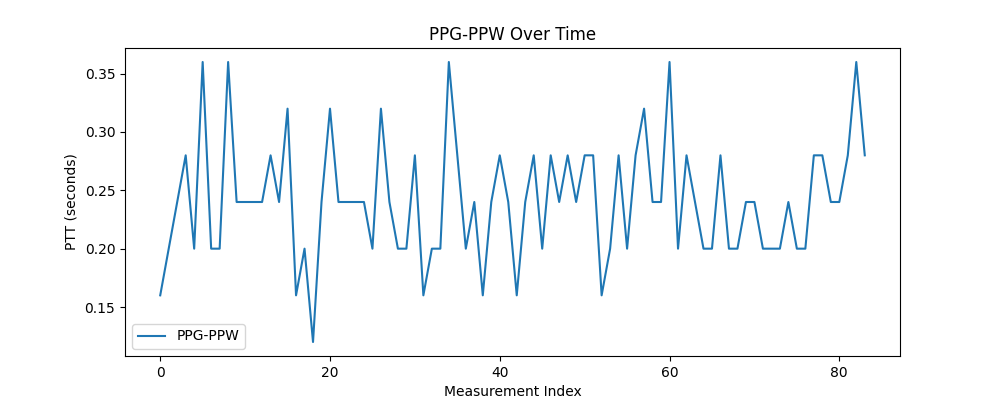 PPG-PPW Over Time
PTT (seconds)
0.35
0.30
0.25
0.20
0.15
PPG-PPW
0 20 40 60 80
Measurement Index